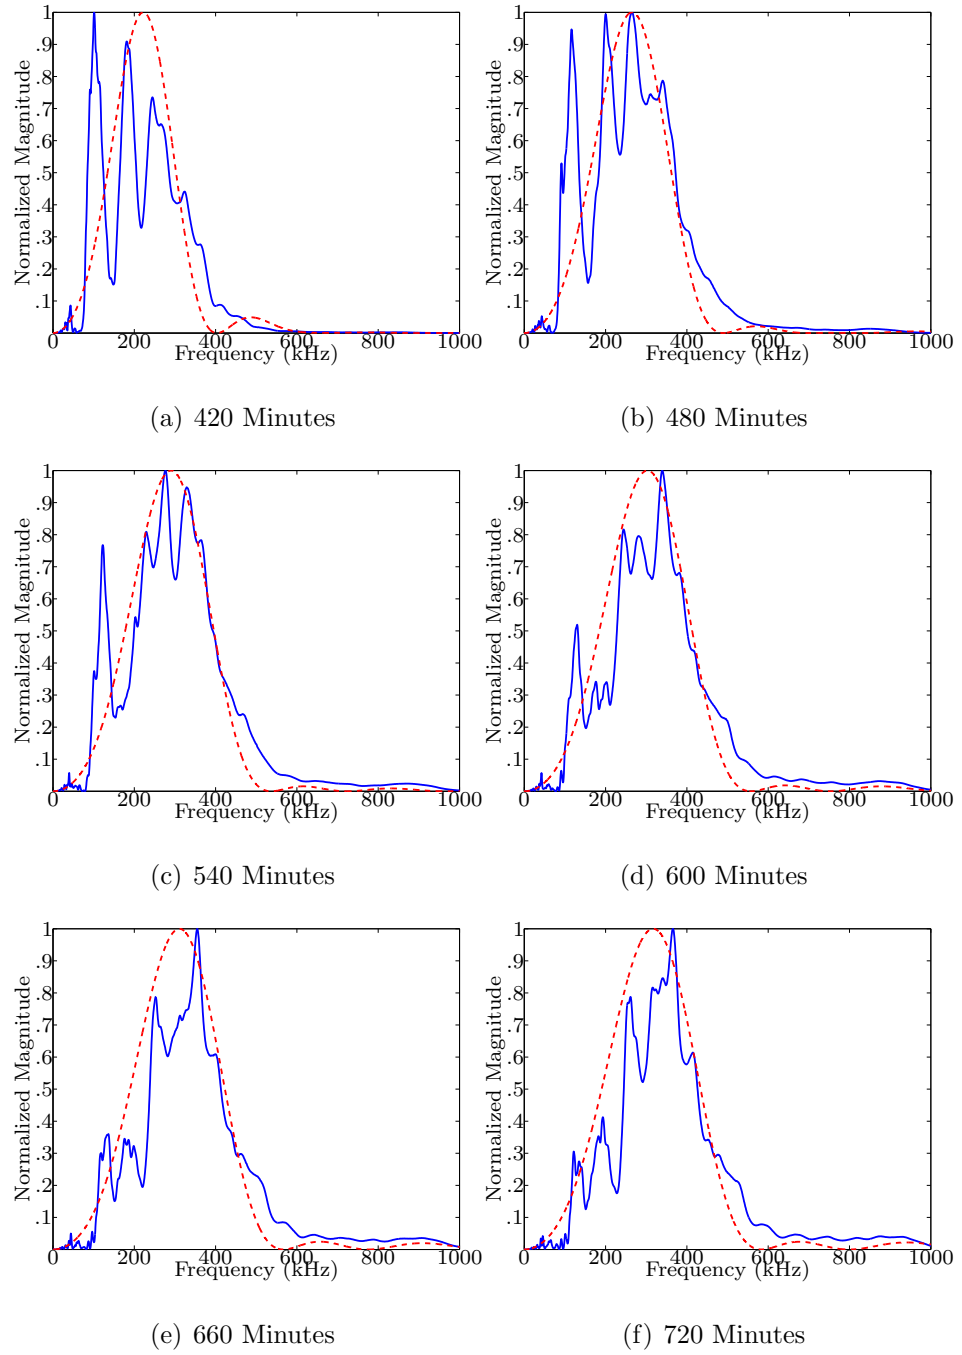 1
.9
.8
.7
.6
.5
.4
.3
.2
.1
Normalized Magnitude
0 200 400 600 800 1000
Frequency (kHz)
(a) 420 Minutes
1
.9
.8
.7
.6
.5
.4
.3
.2
.1
Normalized Magnitude
0 200 400 600 800 1000
Frequency (kHz)
(b) 480 Minutes
1
.9
.8
.7
.6
.5
.4
.3
.2
.1
Normalized Magnitude
0 200 400 600 800 1000
Frequency (kHz)
(c) 540 Minutes
1
.9
.8
.7
.6
.5
.4
.3
.2
.1
Normalized Magnitude
0 200 400 600 800 1000
Frequency (kHz)
(d) 600 Minutes
1
.9
.8
.7
.6
.5
.4
.3
.2
.1
Normalized Magnitude
0 200 400 600 800 1000
Frequency (kHz)
(e) 660 Minutes
1
.9
.8
.7
.6
.5
.4
.3
.2
.1
Normalized Magnitude
0 200 400 600 800 1000
Frequency (kHz)
(f) 720 Minutes